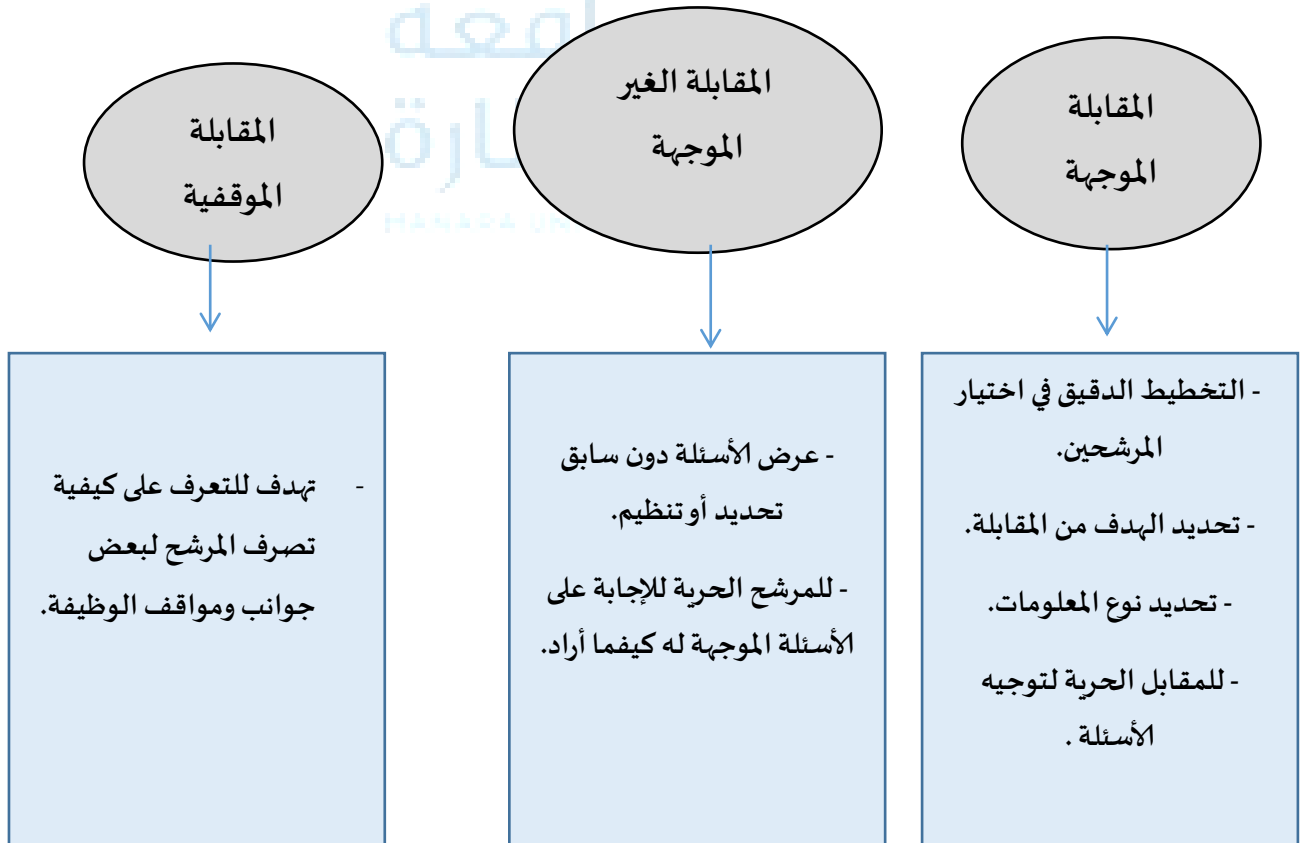 المقابلة
الموجهة
المقابلة الغير
الموجهة
المقابلة
الموقفية
- التخطيط الدقيق في اختيار
المرشحين.
- تحديد الهدف من المقابلة.
- تحديد نوع المعلومات.
- للمقابل الحرية لتوجيه
الأسئلة .
- عرض الأسئلة دون سابق
تحديد أو تنظيم.
- للمرشح الحرية للإجابة على
الأسئلة الموجهة له كيفما أراد.
- تهدف للتعرف على كيفية
تصرف المرشح لبعض
جوانب ومواقف الوظيفة.